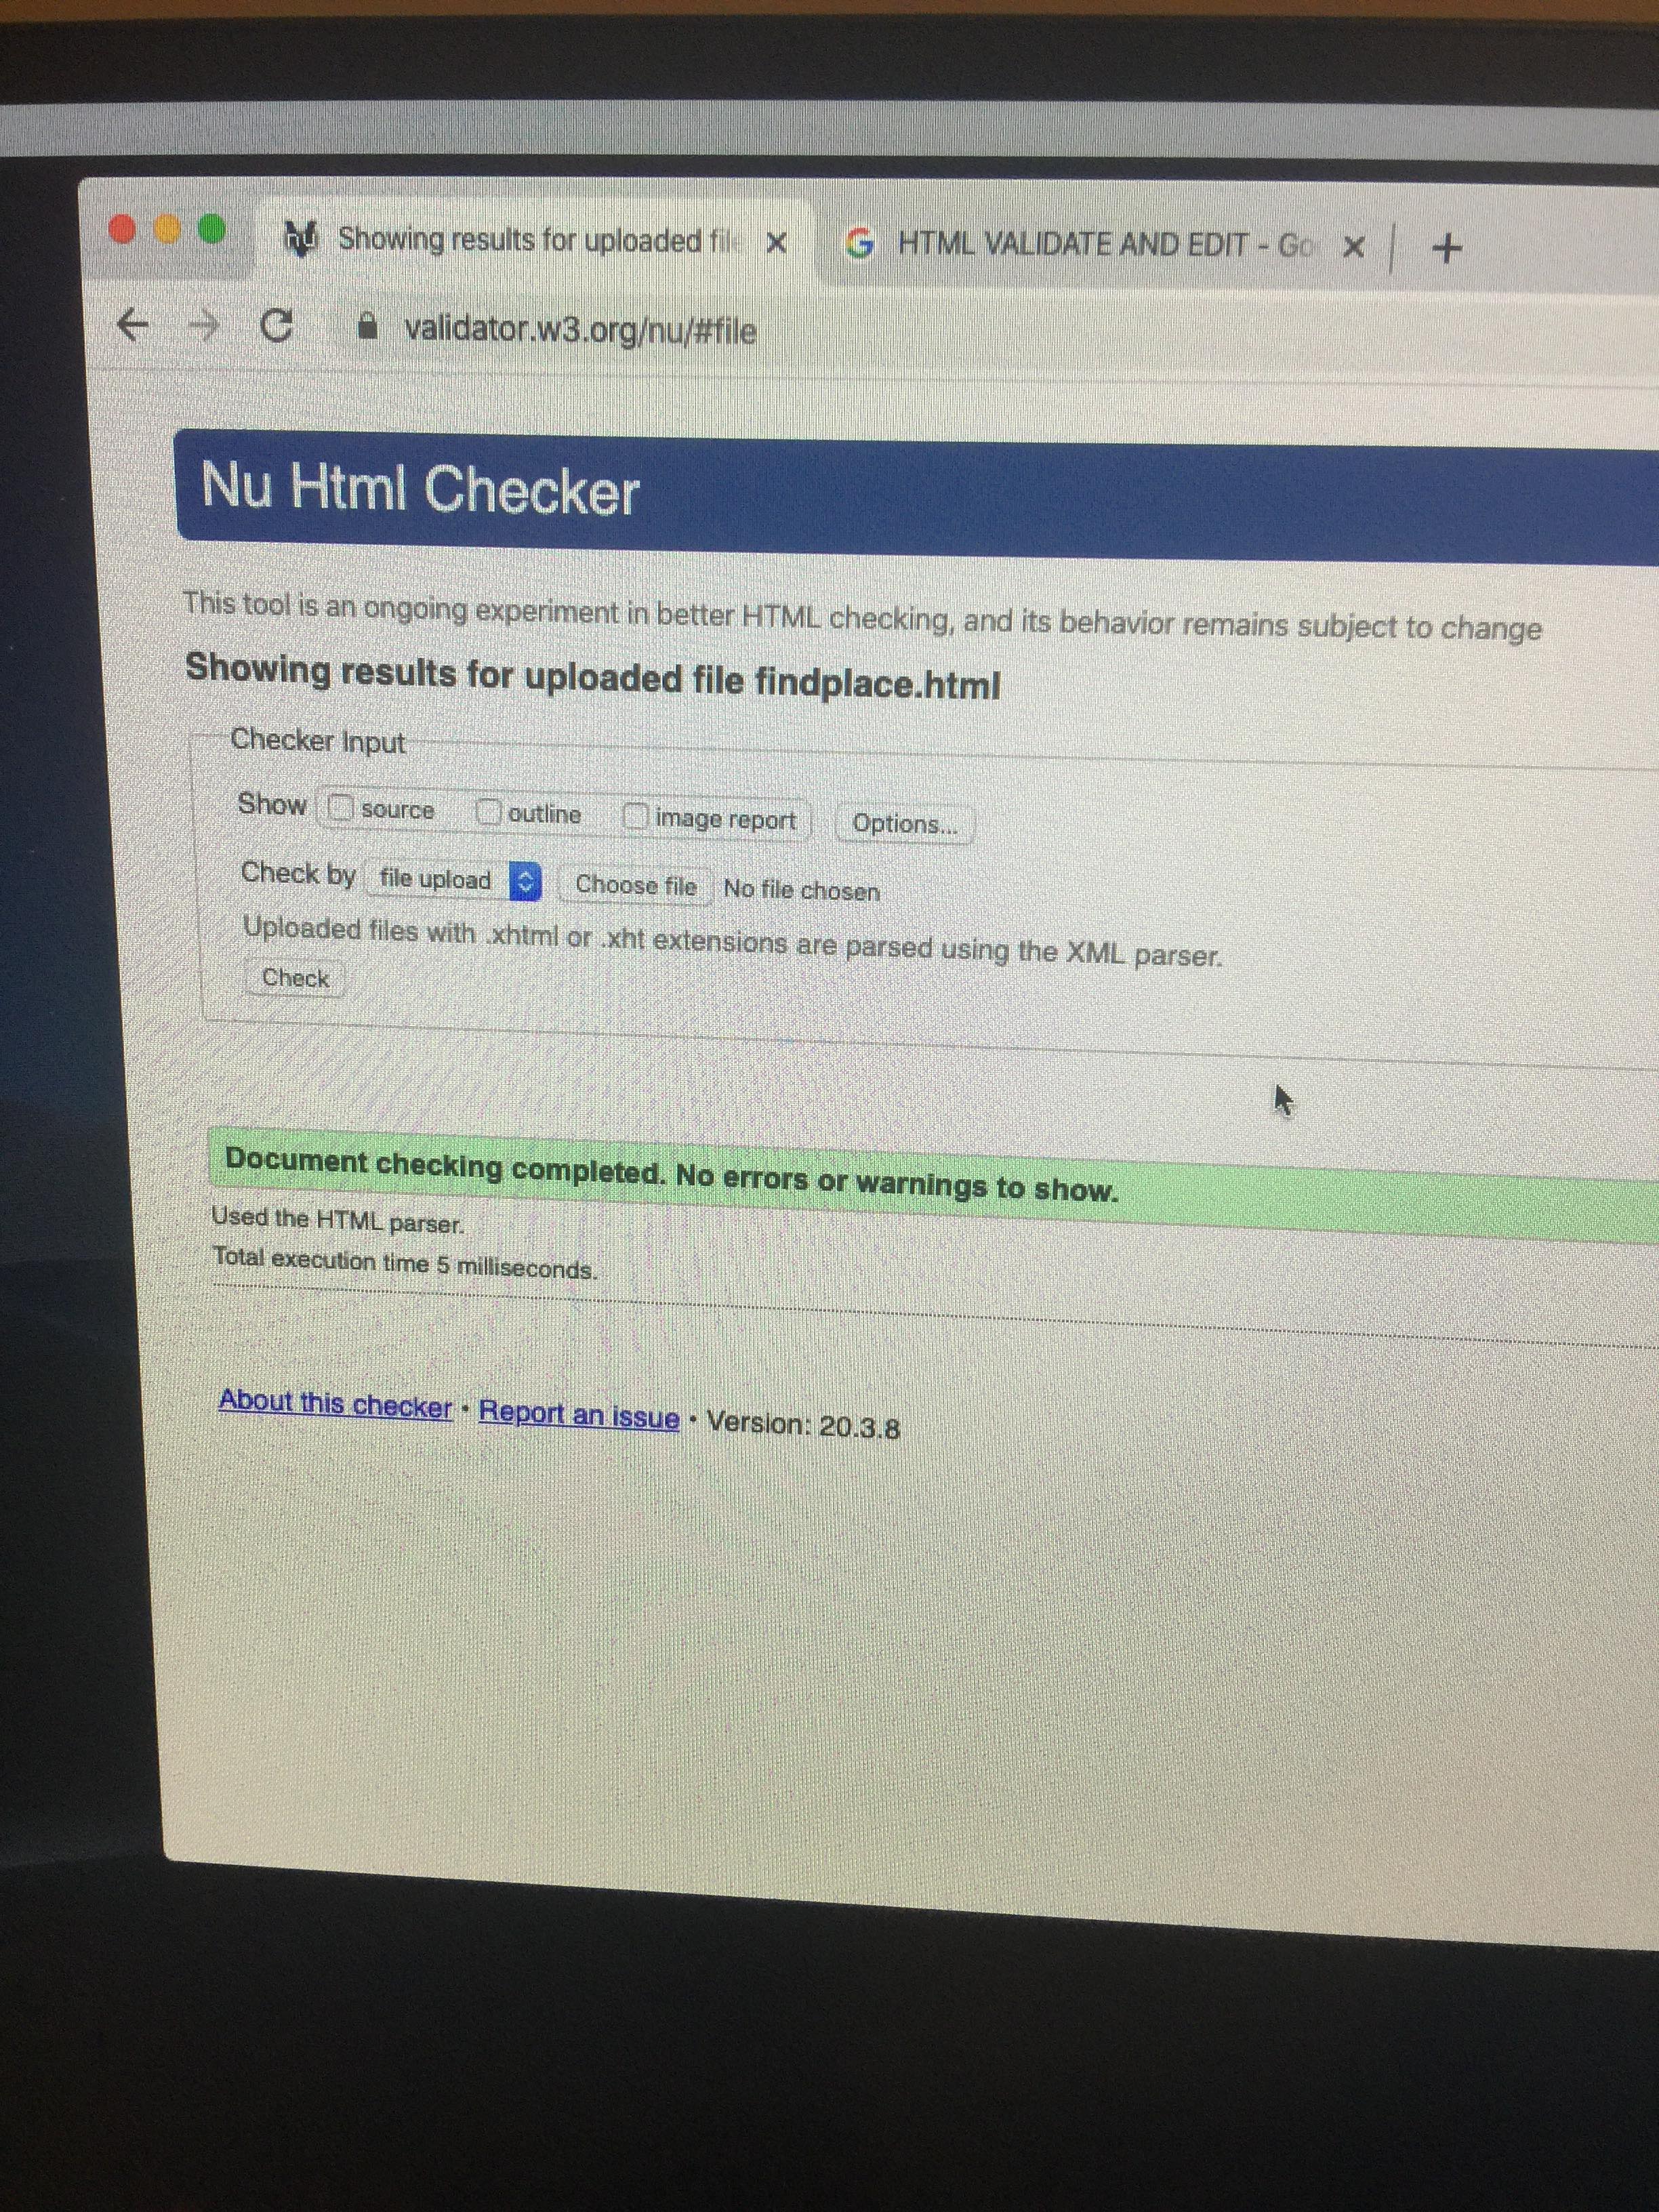 Showing results for uploaded fil
HTML VALIDATE AND EDIT - Go
validator.w3.org/nu/#file
Nu Html Checker
This tool is an ongoing experiment in better HTML checking, and its behavior remains subject to change
Showing results for uploaded file findplace.html
Checker Input
Show source outline image report Options...
Check by file upload Choose file No file chosen
Uploaded files with .xhtml or .xht extensions are parsed using the XML parser.
Check
Document checking completed. No errors or warnings to show.
Used the HTML parser.
Total execution time 5 milliseconds.
About this checker • Report an issue • Version: 20.3.8